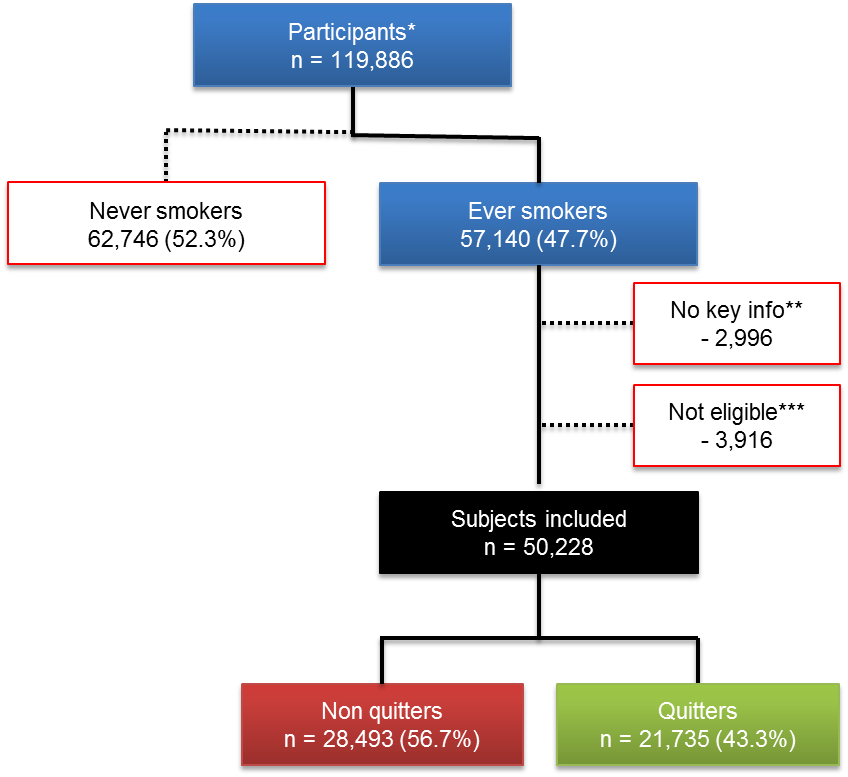 Participants*
n = 119,886
Never smokers
62,746 (52.3%)
Ever smokers
57,140 (47.7%)
No key info**
- 2,996
Not eligible***
- 3,916
Subjects included
n = 50,228
Non quitters
n = 28,493 (56.7%)
Quitters
n = 21,735 (43.3%)